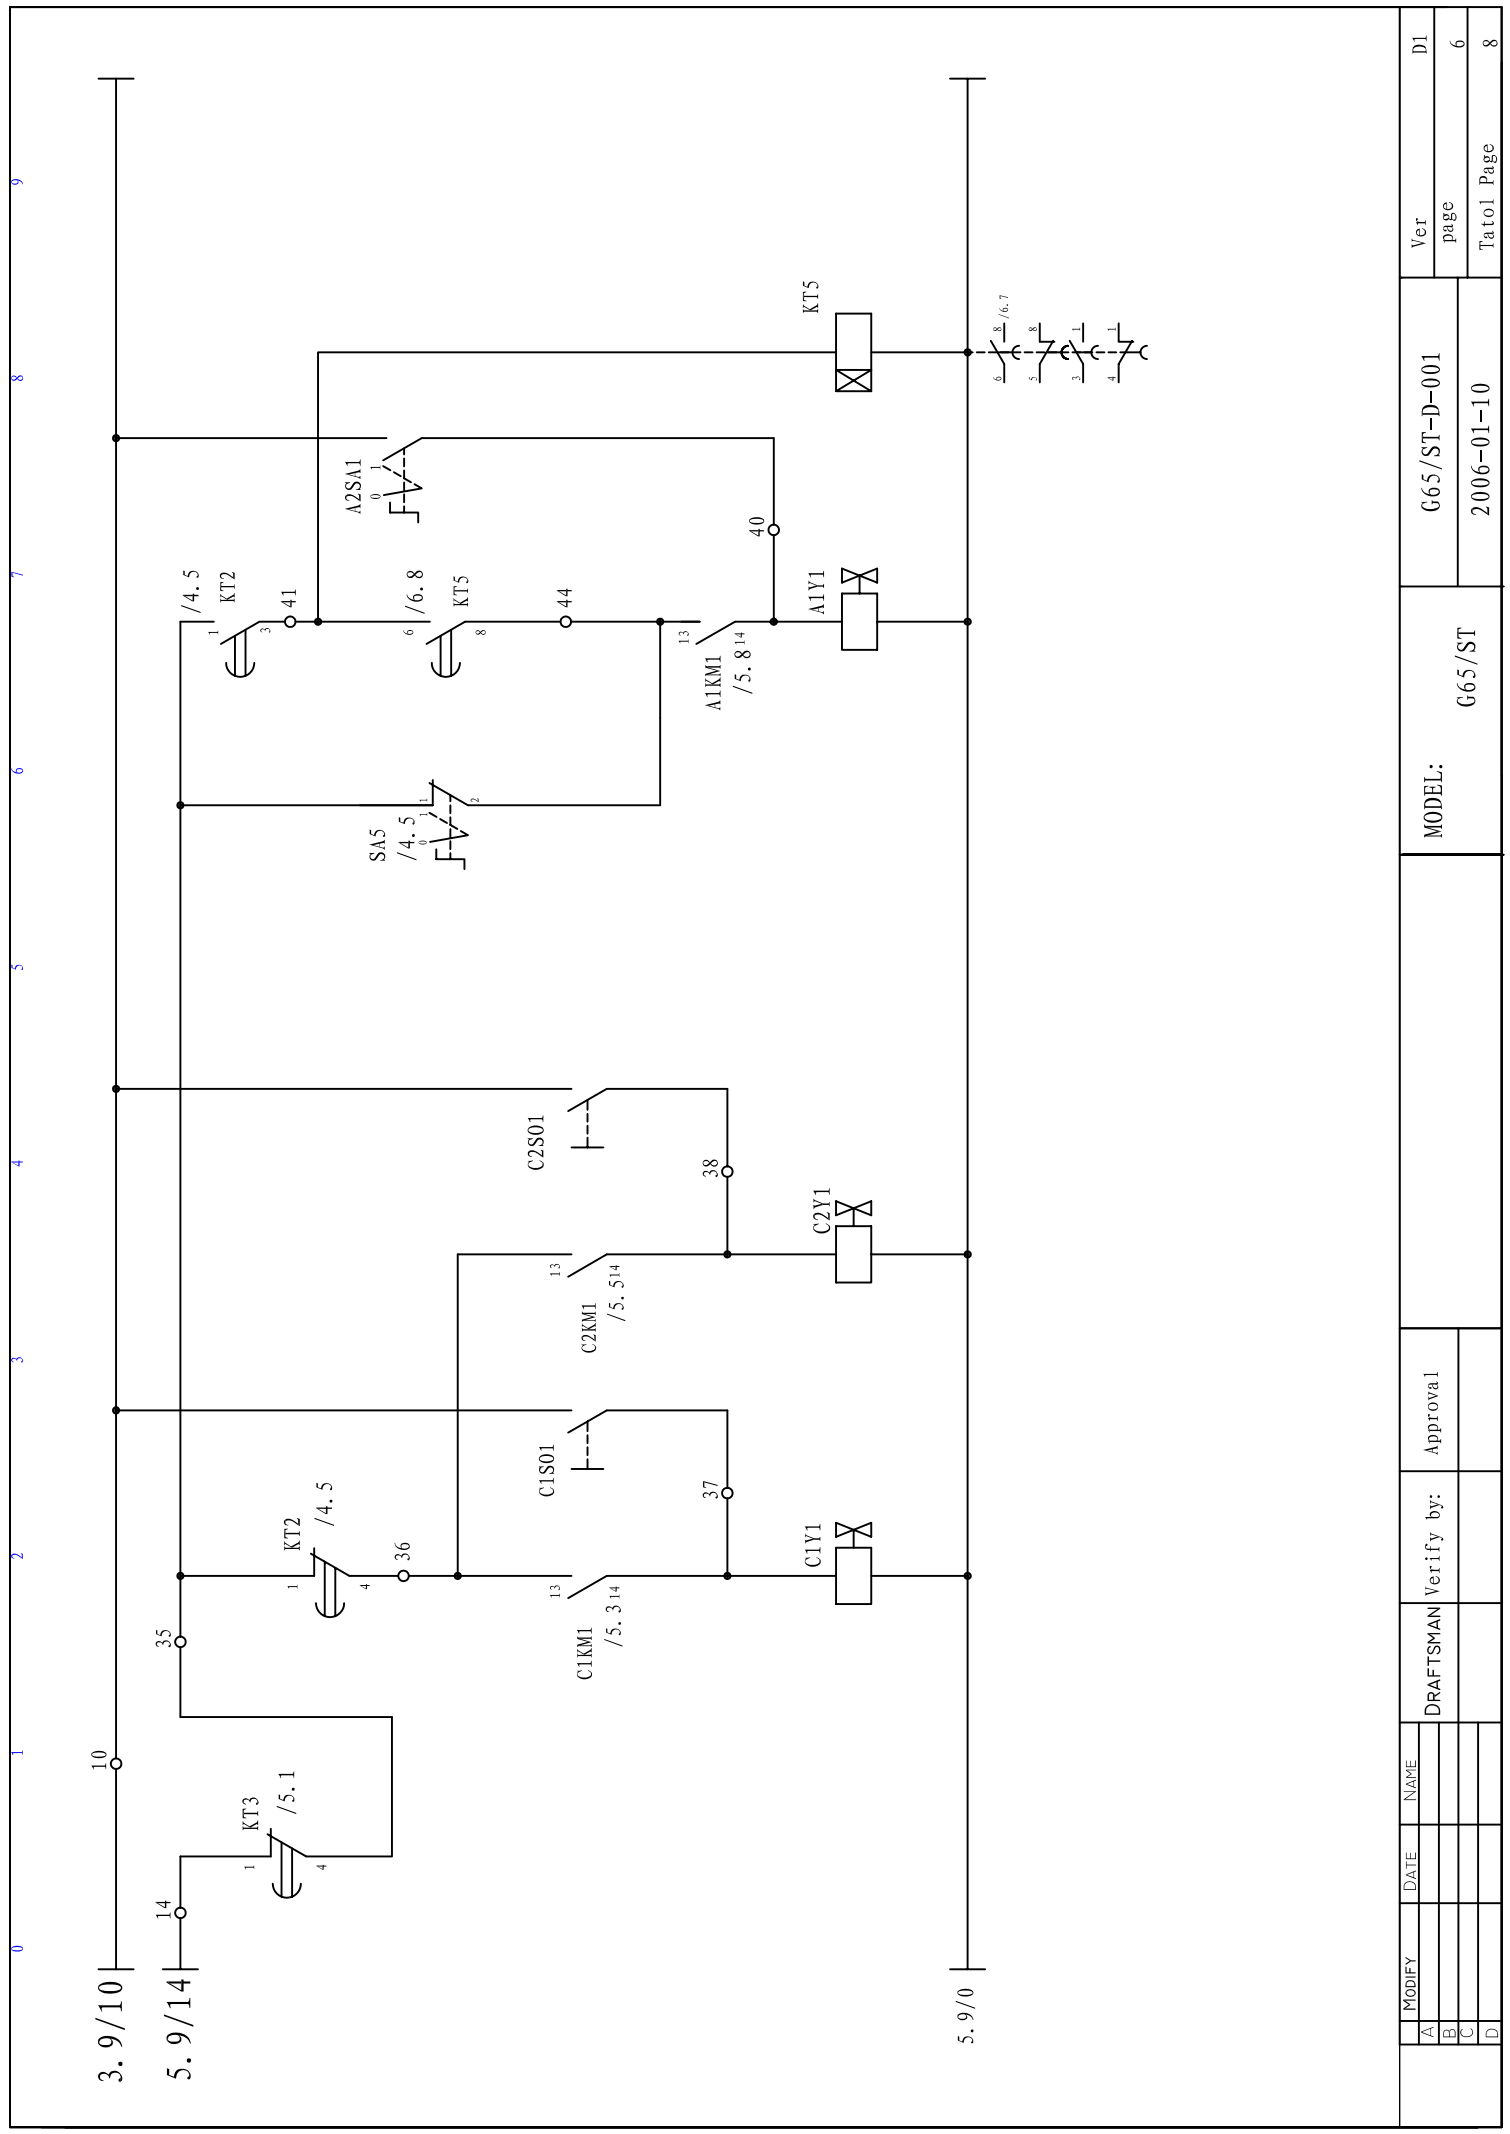 0 1 2 3 4 5 6 7 8 9
3.9/10
10
5.9/14
14
35
KT3
/5.1
1
4
KT2
/4.5
1
4
36
C1KM1
/5.3
13
14
C1S01
37
C1Y1
C2KM1
/5.5
13
14
C2S01
38
C2Y1
SA5
/4.5
0 1
1
2
/4.5
KT2
1
3
41
/6.8
KT5
6
8
44
A1KM1
/5.8
13
14
A1Y1
A2SA1
0 1
40
KT5
6 8 /6.7
5 8
3 1
4 1
5.9/0
MODIFY DATE NAME
A
B
C
D
DRAFTSMAN Verify by: Approval
MODEL:
G65/ST
G65/ST-D-001
2006-01-10
Ver D1
page 6
Tatol Page 8